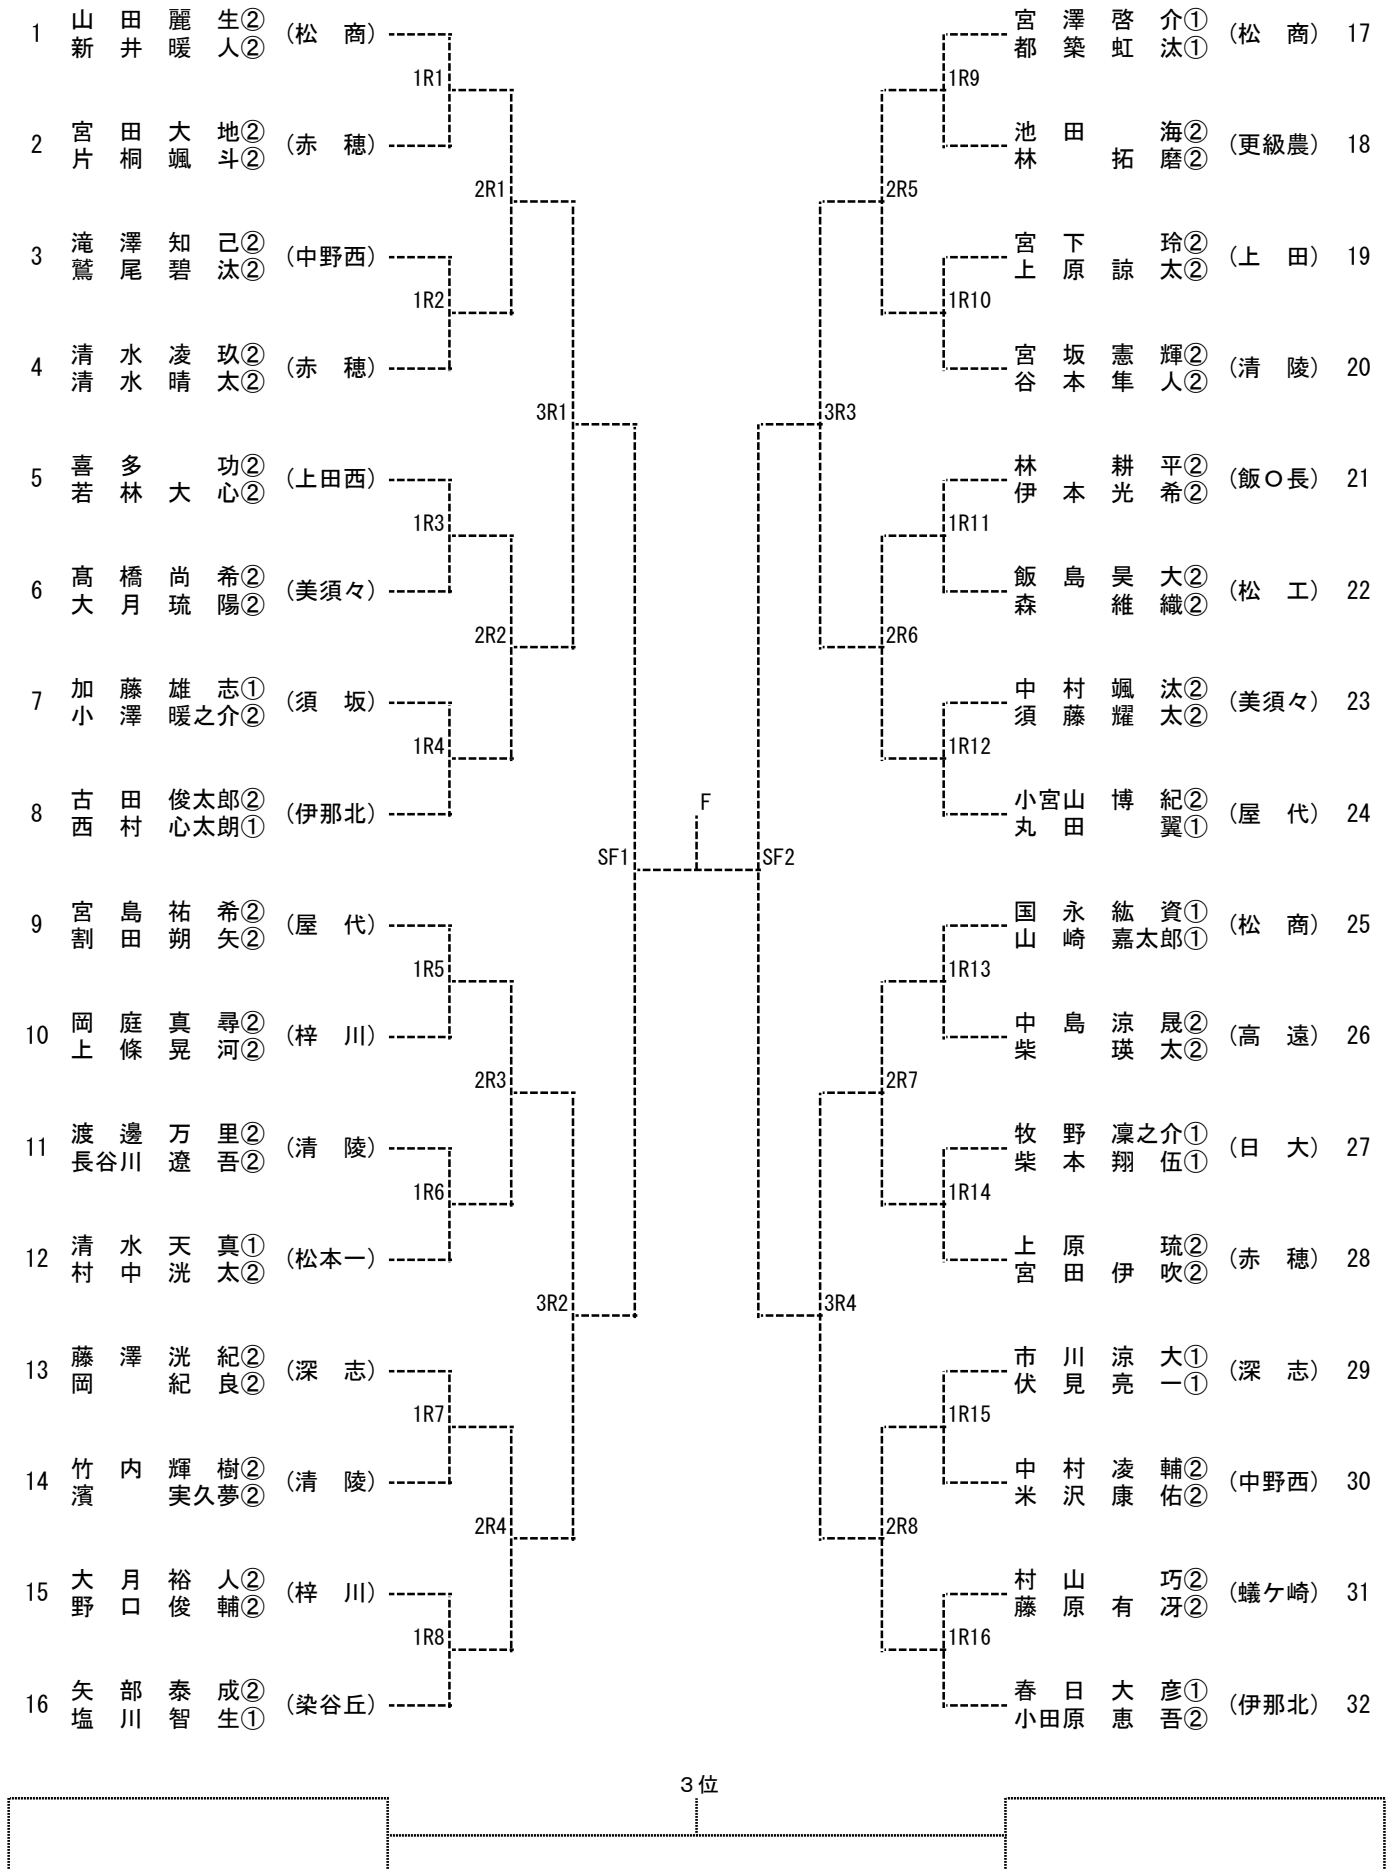 1 山田麗生② (松商)
新井暖人②
1R1
2 宮田大地② (赤穂)
片桐颯斗②
2R1
3 滝澤知己② (中野西)
鷲尾碧汰②
1R2
4 清水凌玖② (赤穂)
清水晴太②
3R1
5 喜多功② (上田西)
若林大心②
1R3
6 髙橋尚希② (美須々)
大月琉陽②
2R2
7 加藤雄志① (須坂)
小澤暖之介②
1R4
8 古田俊太郎② (伊那北)
西村心太朗①
SF1
9 宮島祐希② (屋代)
割田朔矢②
1R5
10 岡庭真尋② (梓川)
上條晃河②
2R3
11 渡邊万里② (清陵)
長谷川遼吾②
1R6
12 清水天真① (松本一)
村中洸太②
3R2
13 藤澤洸紀② (深志)
岡紀良②
1R7
14 竹内輝樹② (清陵)
濱実久夢②
2R4
15 大月裕人② (梓川)
野口俊輔②
1R8
16 矢部泰成② (染谷丘)
塩川智生①
F
宮澤啓介① (松商) 17
都築虹汰①
1R9
池田海② (更級農) 18
林拓磨②
2R5
宮下玲② (上田) 19
上原諒太②
1R10
宮坂憲輝② (清陵) 20
谷本隼人②
3R3
林耕平② (飯O長) 21
伊本光希②
1R11
飯島昊大② (松工) 22
森維織②
2R6
中村颯汰② (美須々) 23
須藤耀太②
1R12
小宮山博紀② (屋代) 24
丸田翼①
SF2
国永紘資① (松商) 25
山崎嘉太郎①
1R13
中島涼晟② (高遠) 26
柴瑛太②
2R7
牧野凜之介① (日大) 27
柴本翔伍①
1R14
上原琉② (赤穂) 28
宮田伊吹②
3R4
市川涼大① (深志) 29
伏見亮一①
1R15
中村凌輔② (中野西) 30
米沢康佑②
2R8
村山巧② (蟻ケ崎) 31
藤原有冴②
1R16
春日大彦① (伊那北) 32
小田原恵吾②
３位